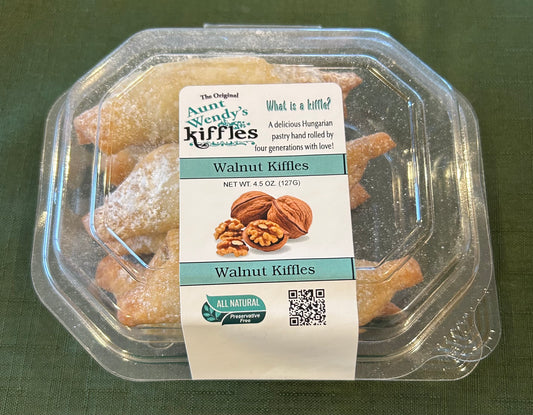 The Original
Aunt
Wendy's
kiffles
What is a kiffle?
A delicious Hungarian
pastry hand rolled by
four generations with love!
Walnut Kiffles
NET WT. 4.5 OZ. (127G)
Walnut Kiffles
ALL NATURAL
Preservative
Free